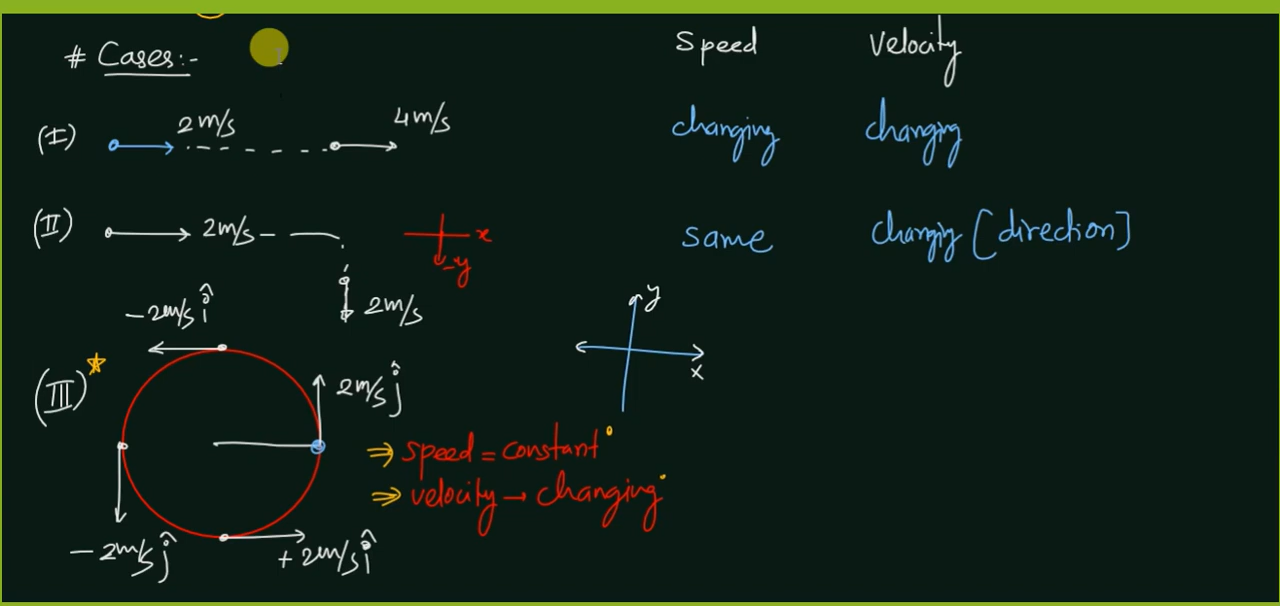 # Cases:-
Speed Velocity
(I) 2m/s 4m/s changing changing
(II) 2m/s x -y same changig [direction]
2m/s
-2m/s î
y
x
(III) 2m/s ĵ
⇒ speed = constant
⇒ velocity → changing
-2m/s ĵ
+2m/s î